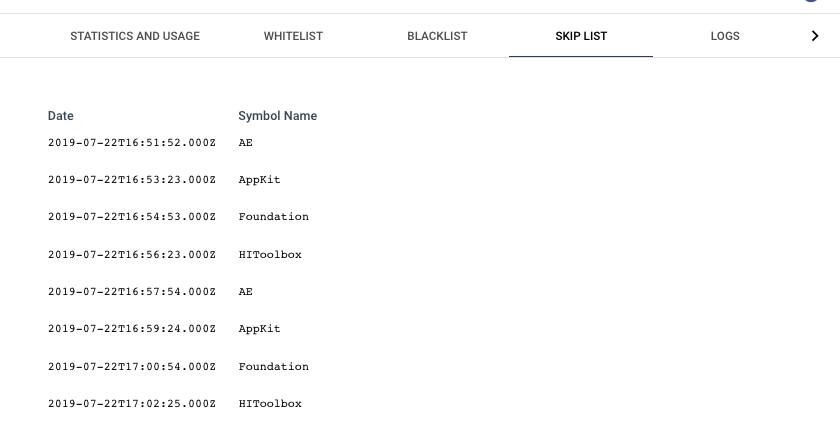 STATISTICS AND USAGE WHITELIST BLACKLIST SKIP LIST LOGS
Date Symbol Name
2019-07-22T16:51:52.000Z AE
2019-07-22T16:53:23.000Z AppKit
2019-07-22T16:54:53.000Z Foundation
2019-07-22T16:56:23.000Z HIToolbox
2019-07-22T16:57:54.000Z AE
2019-07-22T16:59:24.000Z AppKit
2019-07-22T17:00:54.000Z Foundation
2019-07-22T17:02:25.000Z HIToolbox